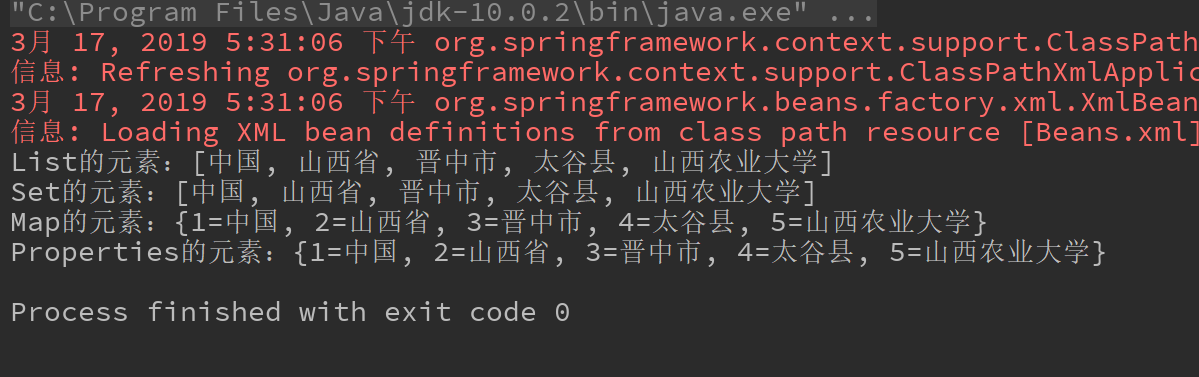 "C:\Program Files\Java\jdk-10.0.2\bin\java.exe" ...
3月 17, 2019 5:31:06 下午 org.springframework.context.support.ClassPath
信息: Refreshing org.springframework.context.support.ClassPathXmlApplic
3月 17, 2019 5:31:06 下午 org.springframework.beans.factory.xml.XmlBean
信息: Loading XML bean definitions from class path resource [Beans.xml]
List的元素：[中国, 山西省, 晋中市, 太谷县, 山西农业大学]
Set的元素：[中国, 山西省, 晋中市, 太谷县, 山西农业大学]
Map的元素：{1=中国, 2=山西省, 3=晋中市, 4=太谷县, 5=山西农业大学}
Properties的元素：{1=中国, 2=山西省, 3=晋中市, 4=太谷县, 5=山西农业大学}
Process finished with exit code 0